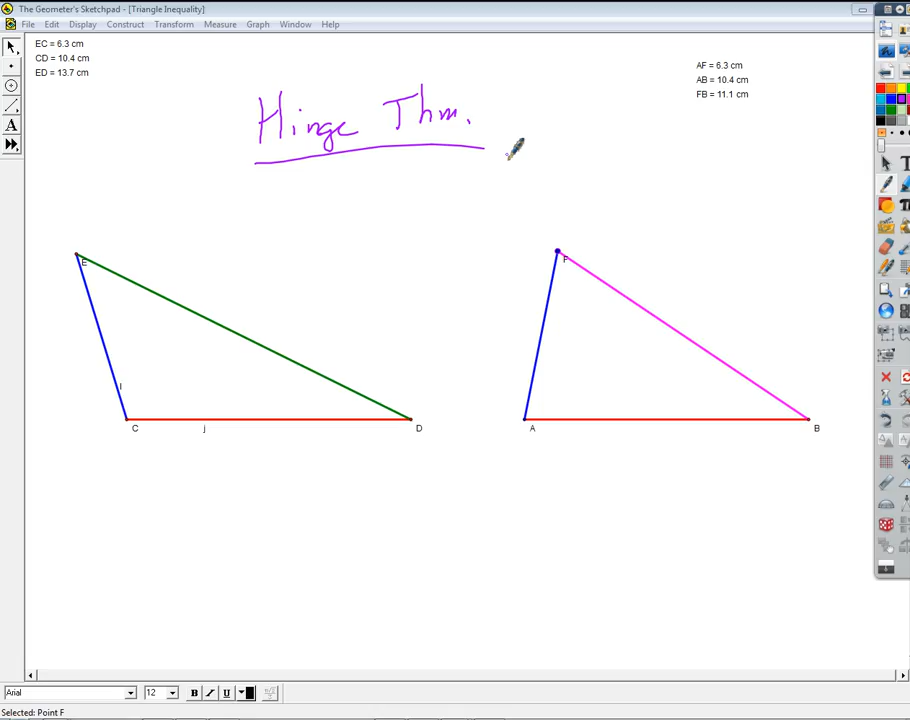 The Geometer's Sketchpad - [Triangle Inequality]
File Edit Display Construct Transform Measure Graph Window Help
EC = 6.3 cm
CD = 10.4 cm
ED = 13.7 cm
AF = 6.3 cm
AB = 10.4 cm
FB = 11.1 cm
Hinge Thm.
E
F
l
C
j
D
A
B
A
T
Arial 12 B I U
Selected: Point F